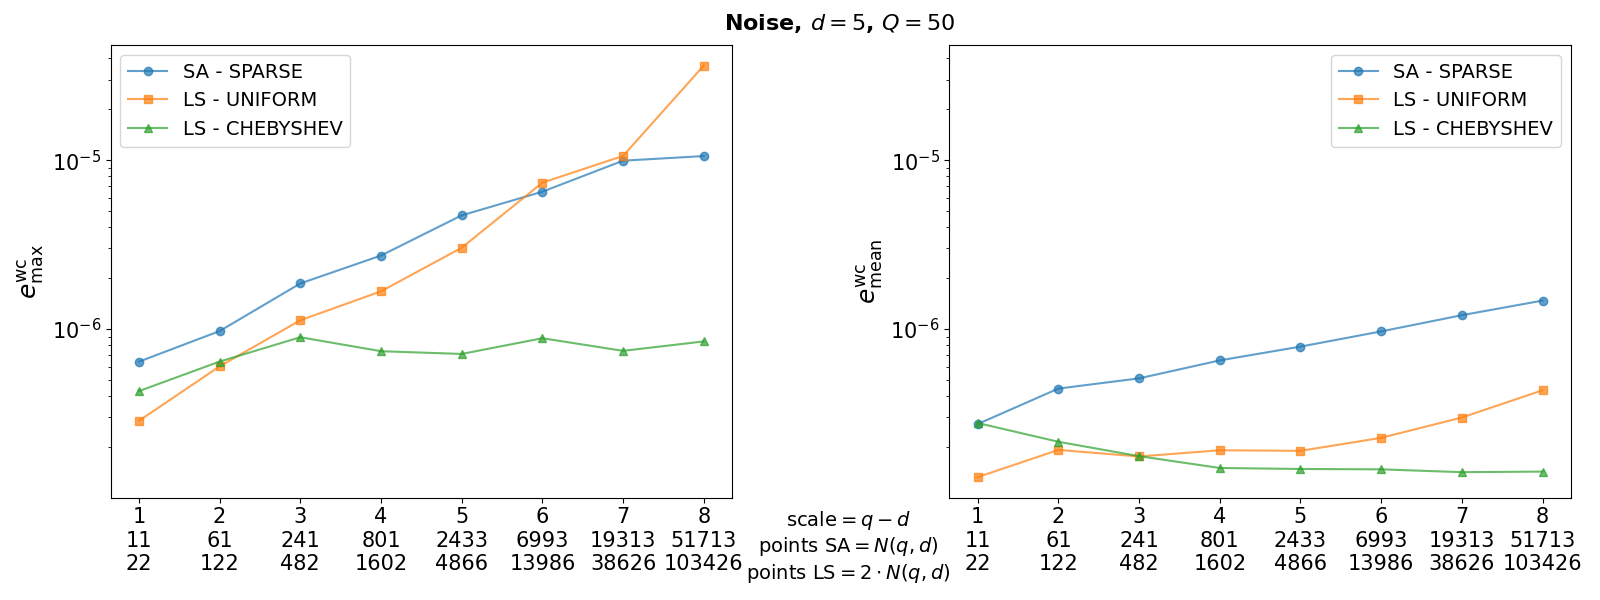 Noise, d = 5, Q = 50
SA - SPARSE
LS - UNIFORM
LS - CHEBYSHEV
10⁻⁵
10⁻⁶
e^wc_max
1 2 3 4 5 6 7 8
11 61 241 801 2433 6993 19313 51713
22 122 482 1602 4866 13986 38626 103426
scale = q − d
points SA = N(q, d)
points LS = 2 · N(q, d)
SA - SPARSE
LS - UNIFORM
LS - CHEBYSHEV
10⁻⁵
10⁻⁶
e^wc_mean
1 2 3 4 5 6 7 8
11 61 241 801 2433 6993 19313 51713
22 122 482 1602 4866 13986 38626 103426